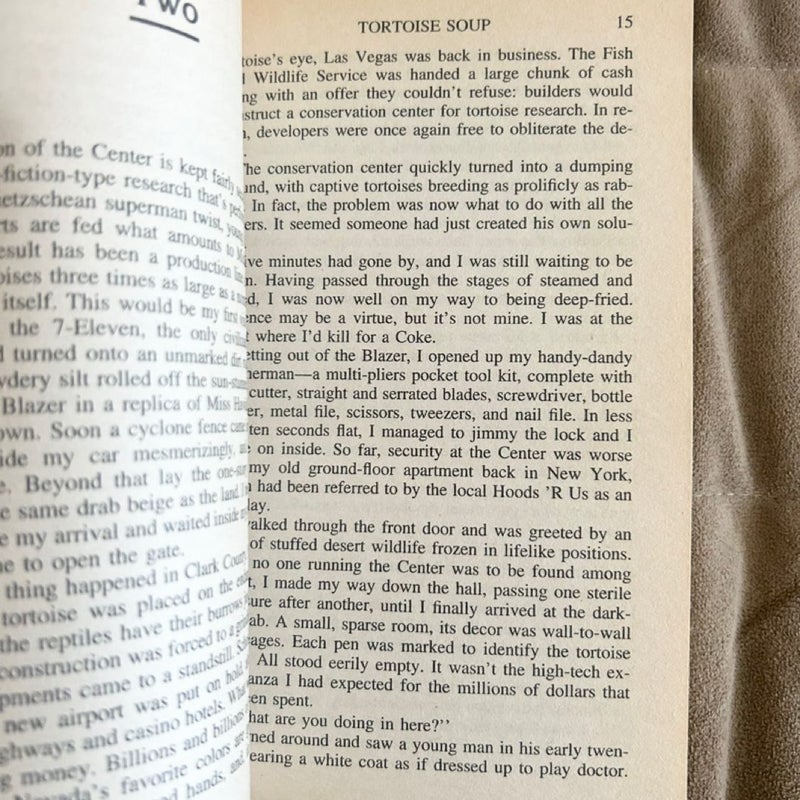 Two
on of the Center is kept fairly
-fiction-type research that's
etzschean superman twist,
ts are fed what amounts to
esult has been a production
oises three times as large as a
itself. This would be my first
the 7-Eleven, the only
turned onto an unmarked
wdery silt rolled off the
Blazer in a replica of Miss
own. Soon a cyclone fence
ide my car mesmerizingly,
e. Beyond that lay the
e same drab beige as the land.
e my arrival and waited inside
ne to open the gate.
thing happened in Clark County
tortoise was placed on the
the reptiles have their burrows
construction was forced to a
pments came to a standstill.
new airport was put on hold
ghways and casino hotels.
g money. Billions and billions
Nevada's favorite colors are
hands, and
TORTOISE SOUP 15
toise's eye, Las Vegas was back in business. The Fish
Wildlife Service was handed a large chunk of cash
ng with an offer they couldn't refuse: builders would
struct a conservation center for tortoise research. In re-
n, developers were once again free to obliterate the de-
he conservation center quickly turned into a dumping
und, with captive tortoises breeding as prolifically as rab-
In fact, the problem was now what to do with all the
ers. It seemed someone had just created his own solu-
ive minutes had gone by, and I was still waiting to be
n. Having passed through the stages of steamed and
d, I was now well on my way to being deep-fried.
ence may be a virtue, but it's not mine. I was at the
t where I'd kill for a Coke.
etting out of the Blazer, I opened up my handy-dandy
herman—a multi-pliers pocket tool kit, complete with
cutter, straight and serrated blades, screwdriver, bottle
er, metal file, scissors, tweezers, and nail file. In less
ten seconds flat, I managed to jimmy the lock and I
e on inside. So far, security at the Center was worse
my old ground-floor apartment back in New York,
h had been referred to by the local Hoods 'R Us as an
lay.
alked through the front door and was greeted by an
of stuffed desert wildlife frozen in lifelike positions.
no one running the Center was to be found among
t, I made my way down the hall, passing one sterile
ure after another, until I finally arrived at the dark-
ab. A small, sparse room, its decor was wall-to-wall
cages. Each pen was marked to identify the tortoise
All stood eerily empty. It wasn't the high-tech ex-
anza I had expected for the millions of dollars that
en spent.
hat are you doing in here?''
ned around and saw a young man in his early twen-
earing a white coat as if dressed up to play doctor.